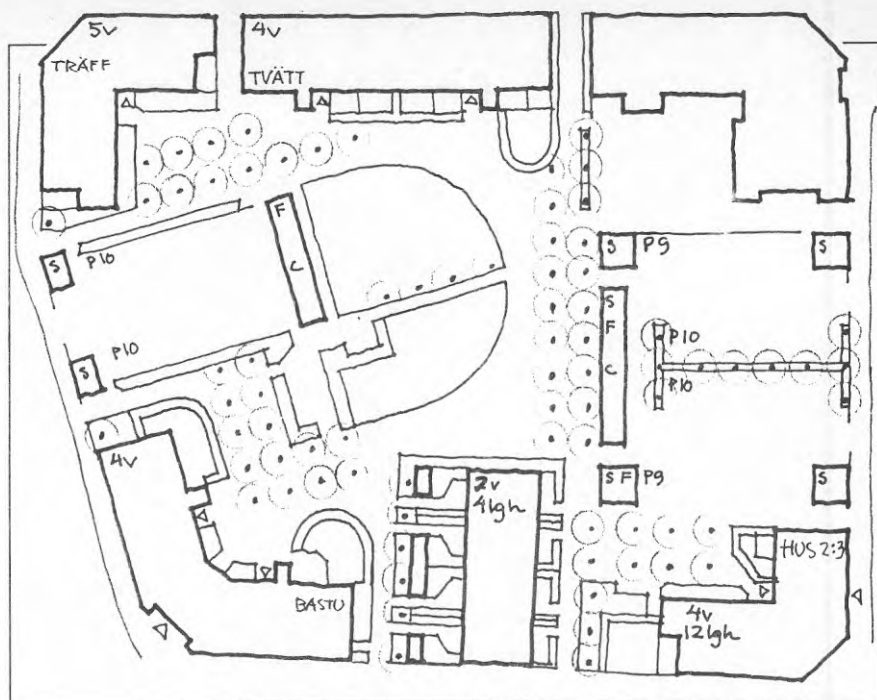 5v
TRÄFF
4v
TVÄTT
F
C
S
P10
P10
S
S
P9
S
S
F
C
P10
P10
S F
P9
S
4v
BASTU
2v
4lgh
HUS 2:3
4v
12lgh